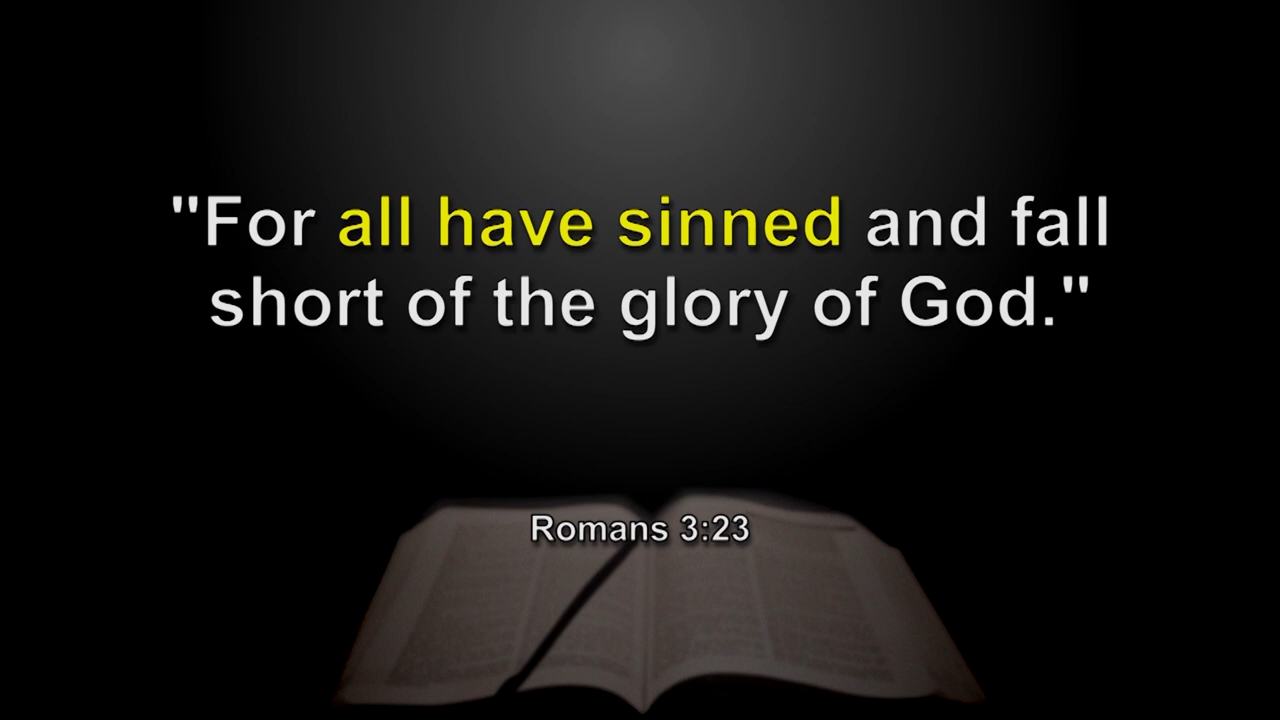 "For all have sinned and fall
short of the glory of God."
Romans 3:23